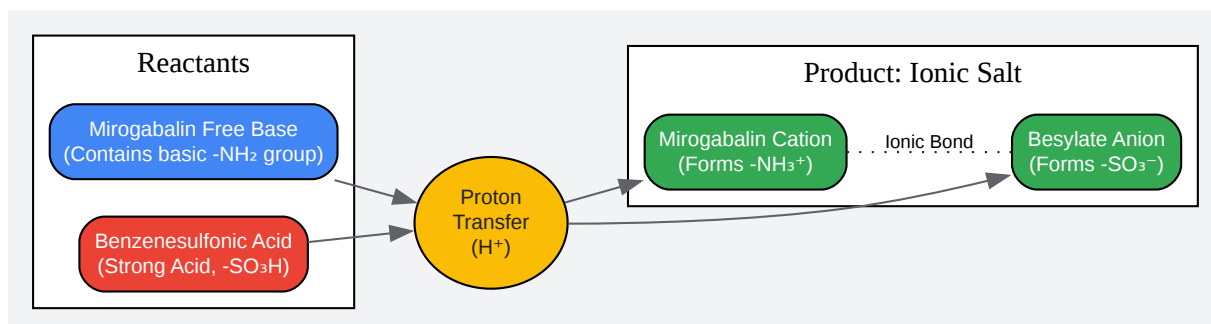 Reactants
Mirogabalin Free Base
(Contains basic -NH₂ group)
Benzenesulfonic Acid
(Strong Acid, -SO₃H)
Proton
Transfer
(H⁺)
Product: Ionic Salt
Mirogabalin Cation
(Forms -NH₃⁺)
Ionic Bond
Besylate Anion
(Forms -SO₃⁻)